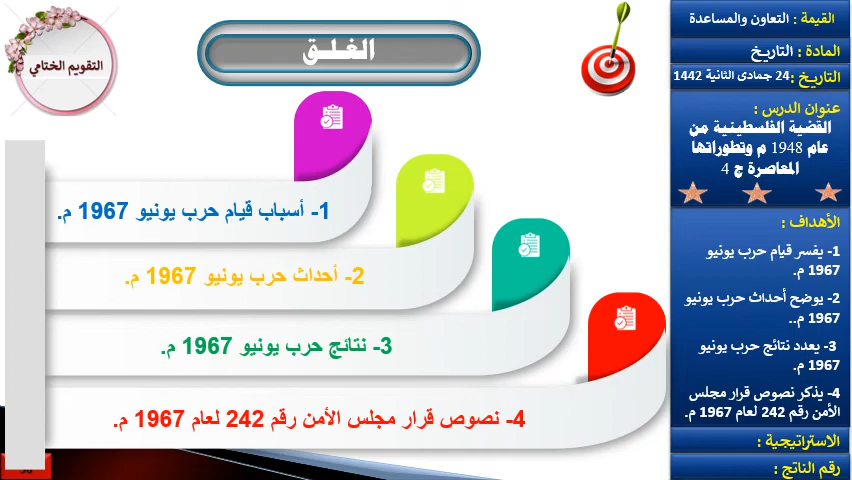 القيمة : التعاون والمساعدة
المادة : التاريخ
التاريخ :24 جمادى الثانية 1442
عنوان الدرس :
القضية الفلسطينية من
عام 1948 م وتطوراتها
المعاصرة ج 4
الأهداف :
1- يفسر قيام حرب يونيو
1967 م.
2- يوضح أحداث حرب يونيو
1967 م..
3- يعدد نتائج حرب يونيو
1967 م.
4- يذكر نصوص قرار مجلس
الأمن رقم 242 لعام 1967 م.
الاستراتيجية :
رقم الناتج :
الغلق
التقويم الختامي
1- أسباب قيام حرب يونيو 1967 م.
2- أحداث حرب يونيو 1967 م.
3- نتائج حرب يونيو 1967 م.
4- نصوص قرار مجلس الأمن رقم 242 لعام 1967 م.